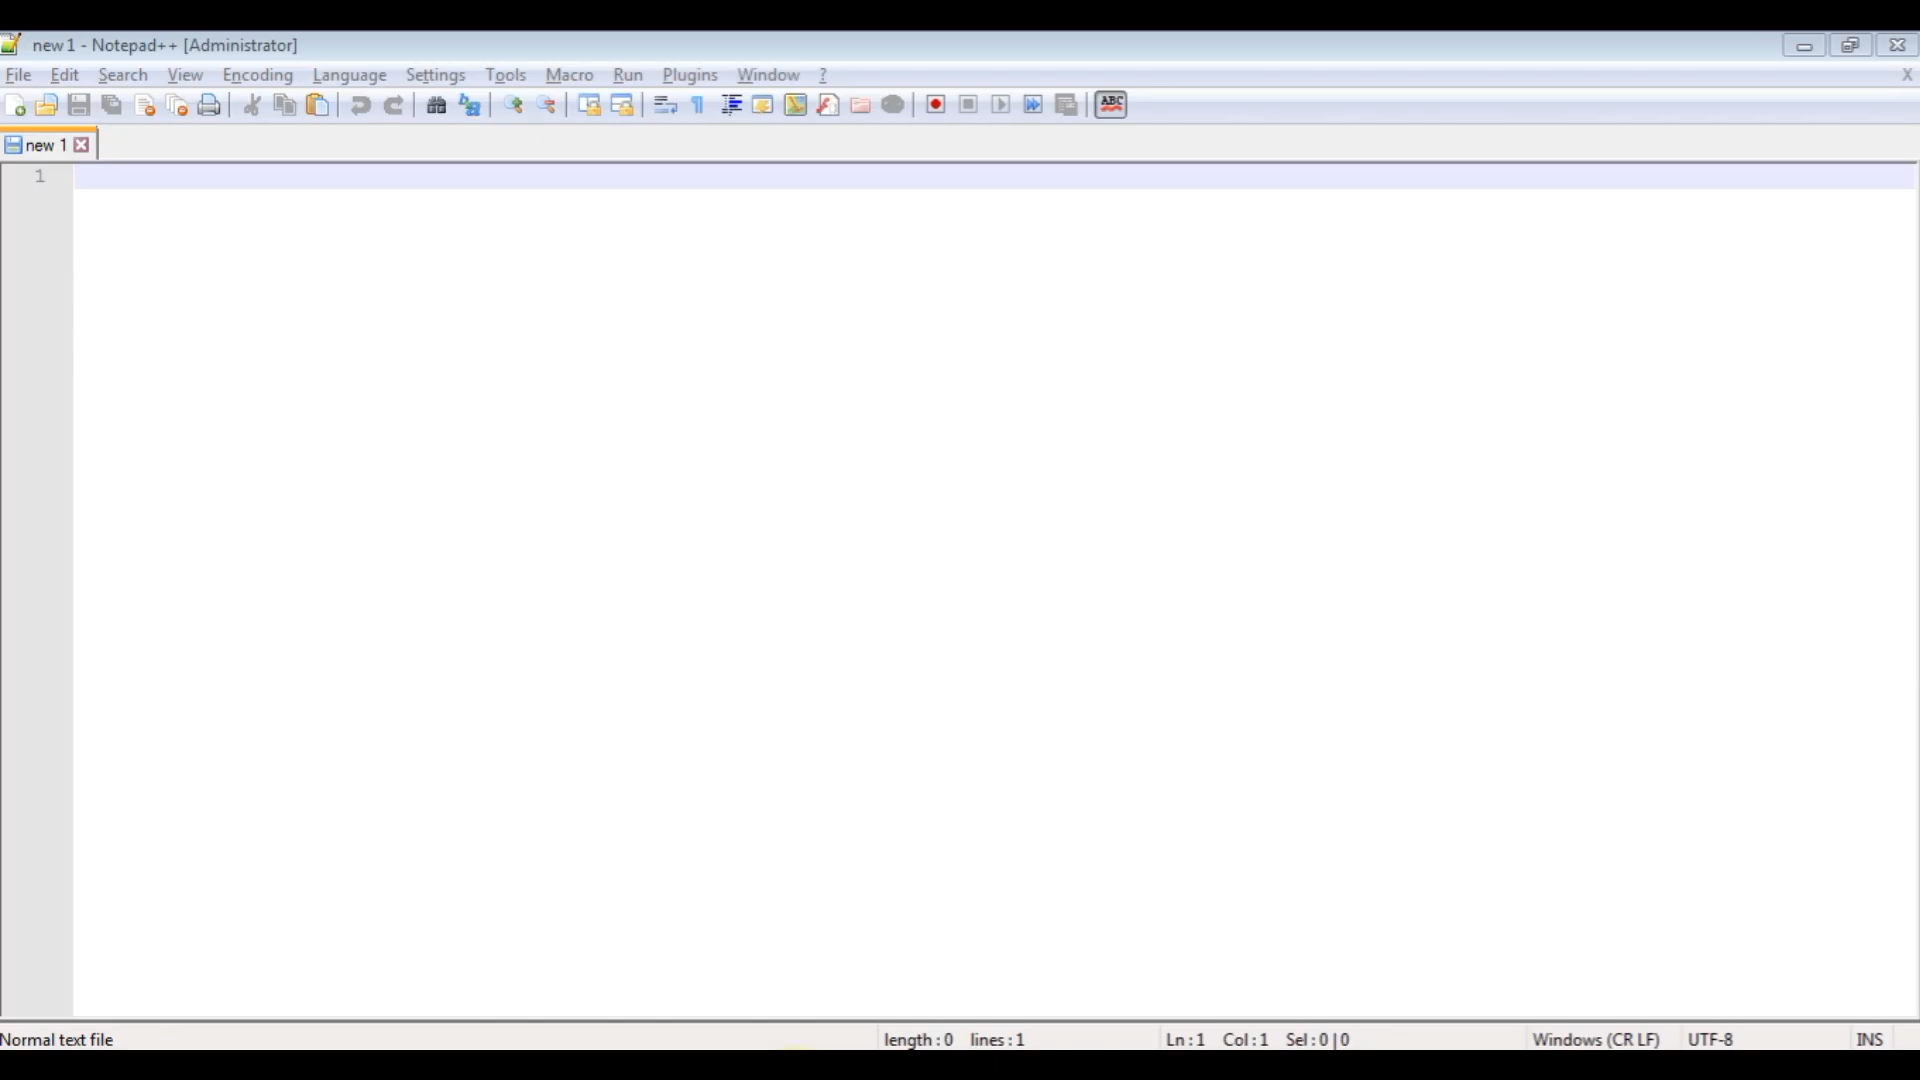 new 1 - Notepad++ [Administrator]
File Edit Search View Encoding Language Settings Tools Macro Run Plugins Window ? X
ABC
new 1
1
Normal text file length : 0 lines : 1 Ln : 1 Col : 1 Sel : 0 | 0 Windows (CR LF) UTF-8 INS